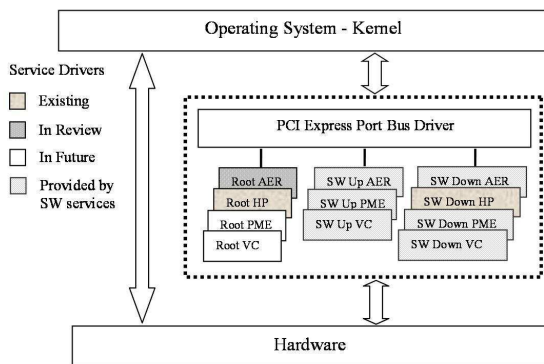 Operating System - Kernel
Service Drivers
Existing
In Review
In Future
Provided by
SW services
PCI Express Port Bus Driver
Root AER
Root HP
Root PME
Root VC
SW Up AER
SW Up PME
SW Up VC
SW Down AER
SW Down HP
SW Down PME
SW Down VC
Hardware